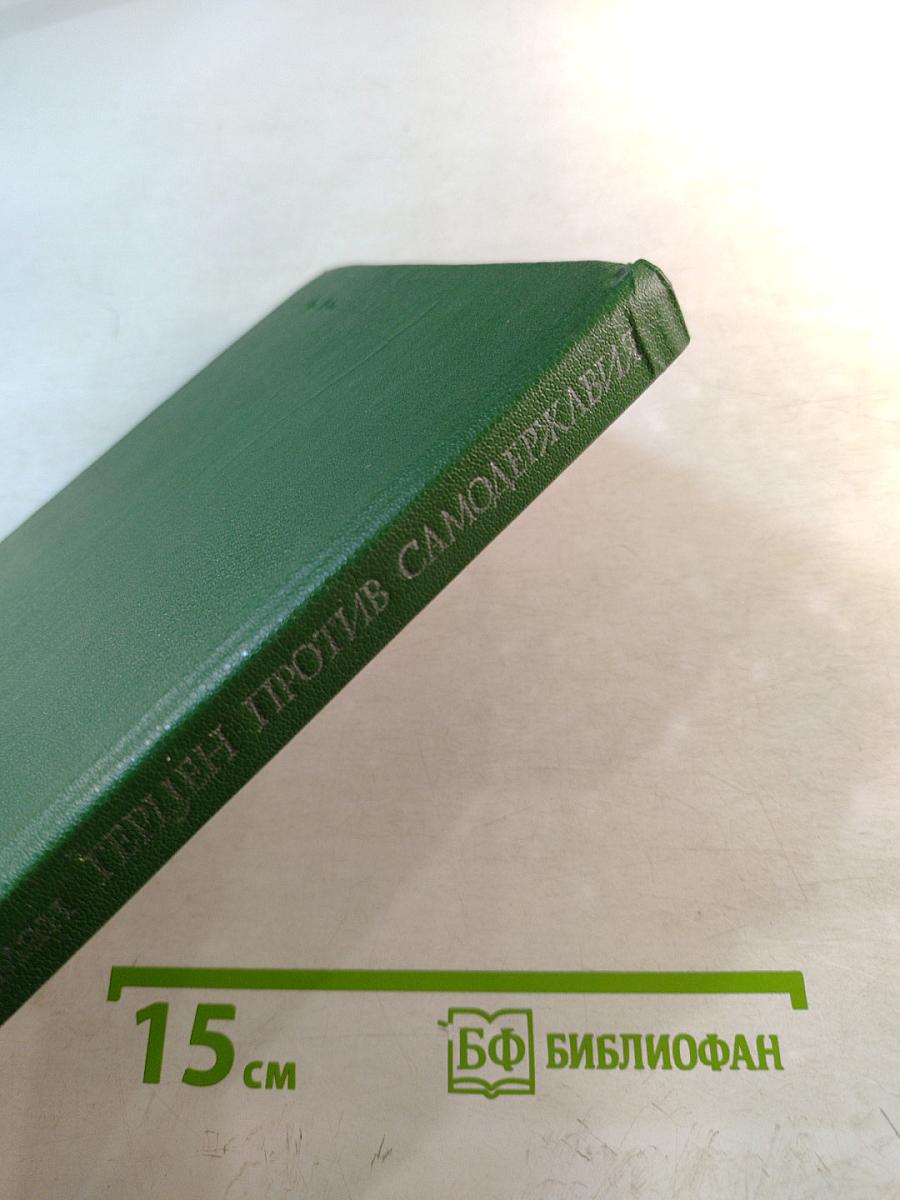 ГЕРЦЕН ПРОТИВ САМОДЕРЖАВИЯ
15 см
БФ БИБЛИОФАН